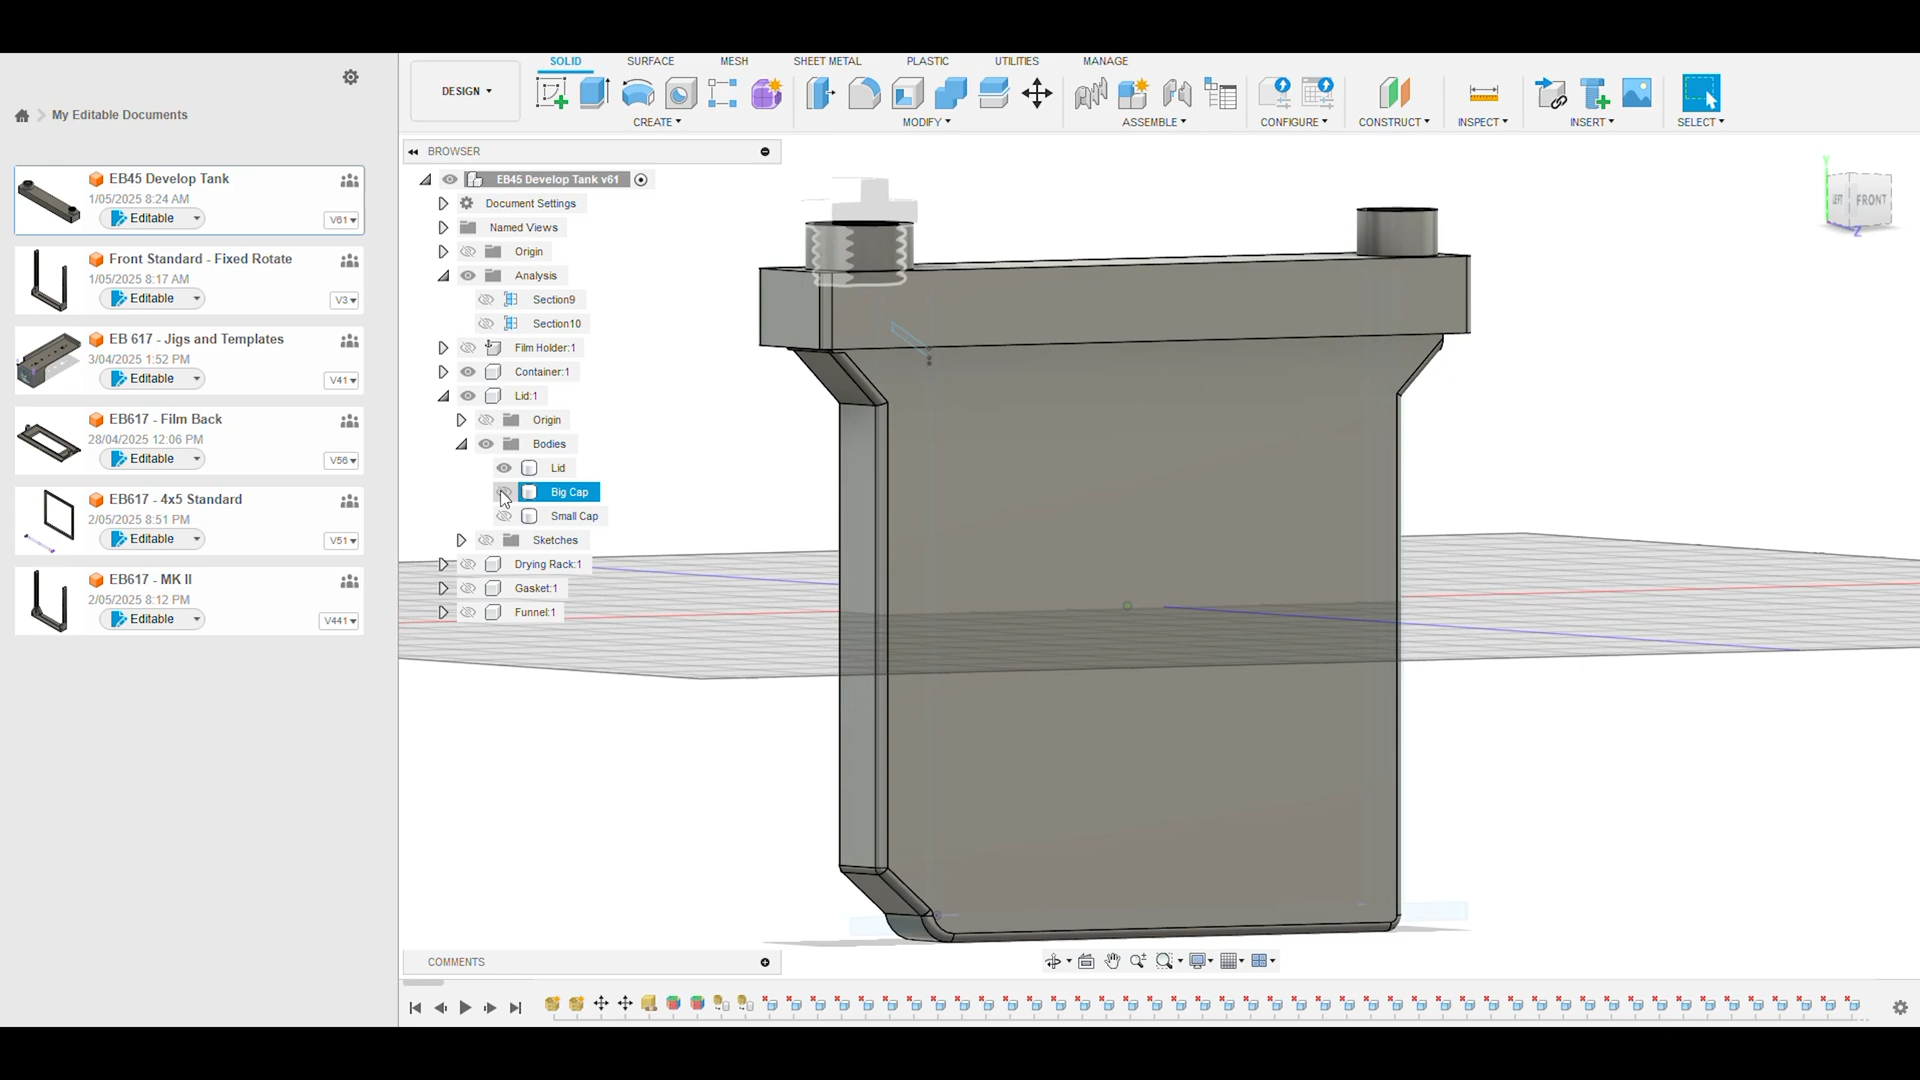 SOLID SURFACE MESH SHEET METAL PLASTIC UTILITIES MANAGE
DESIGN
CREATE MODIFY ASSEMBLE CONFIGURE CONSTRUCT INSPECT INSERT SELECT
My Editable Documents
EB45 Develop Tank
1/05/2025 8:24 AM
Editable V61
Front Standard - Fixed Rotate
1/05/2025 8:17 AM
Editable V3
EB 617 - Jigs and Templates
3/04/2025 1:52 PM
Editable V41
EB617 - Film Back
28/04/2025 12:06 PM
Editable V56
EB617 - 4x5 Standard
2/05/2025 8:51 PM
Editable V51
EB617 - MK II
2/05/2025 8:12 PM
Editable V441
BROWSER
EB45 Develop Tank v61
Document Settings
Named Views
Origin
Analysis
Section9
Section10
Film Holder:1
Container:1
Lid:1
Origin
Bodies
Lid
Big Cap
Small Cap
Sketches
Drying Rack:1
Gasket:1
Funnel:1
Y
LEFT FRONT
Z
COMMENTS